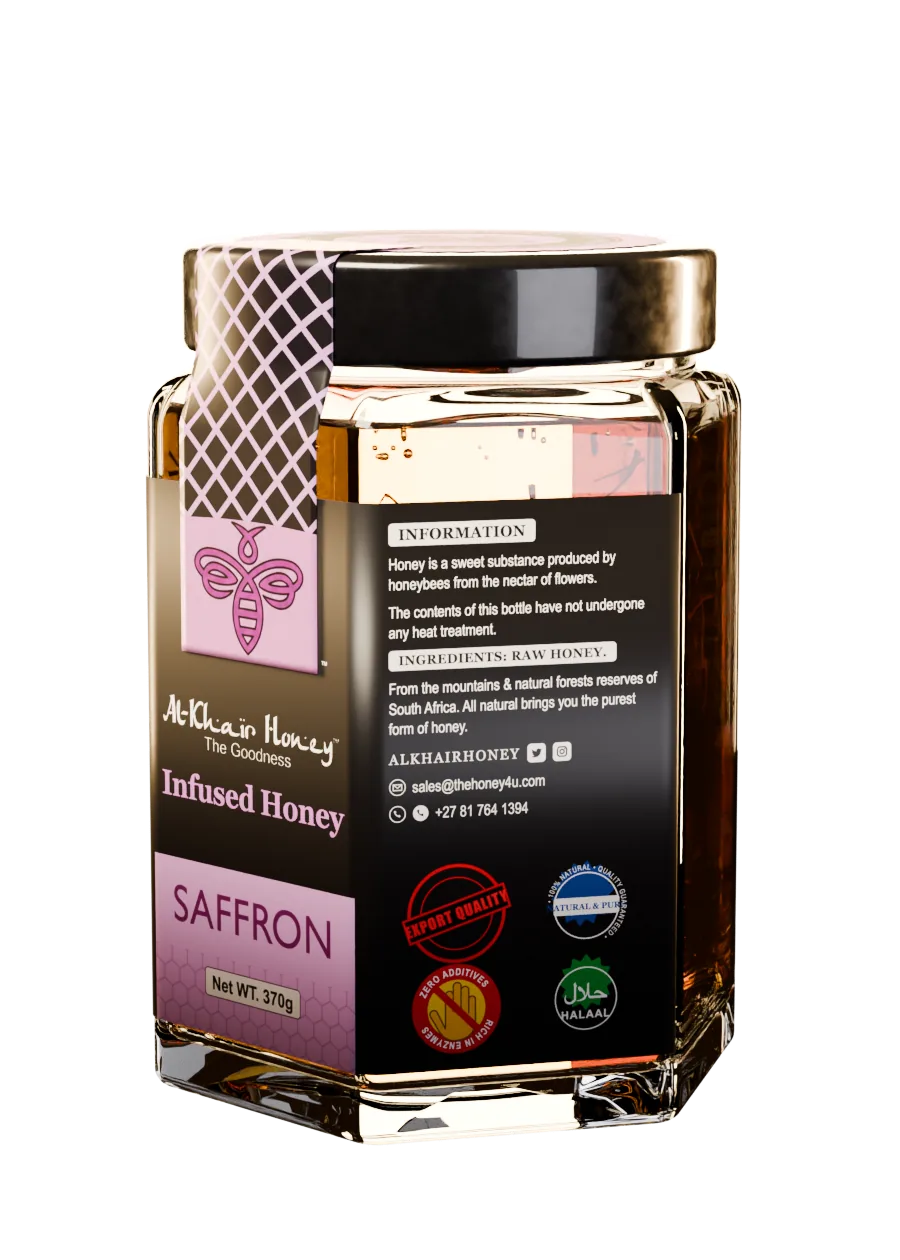 Al-Khair Honey™
The Goodness
Infused Honey
SAFFRON
Net WT. 370g
™
INFORMATION
Honey is a sweet substance produced by
honeybees from the nectar of flowers.
The contents of this bottle have not undergone
any heat treatment.
INGREDIENTS: RAW HONEY.
From the mountains & natural forests reserves of
South Africa. All natural brings you the purest
form of honey.
ALKHAIRHONEY
sales@thehoney4u.com
+27 81 764 1394
EXPORT QUALITY
100% NATURAL • QUALITY GUARANTEED •
NATURAL & PUR
ZERO ADDITIVES
RICH IN ENZYMES
حلال
HALAAL